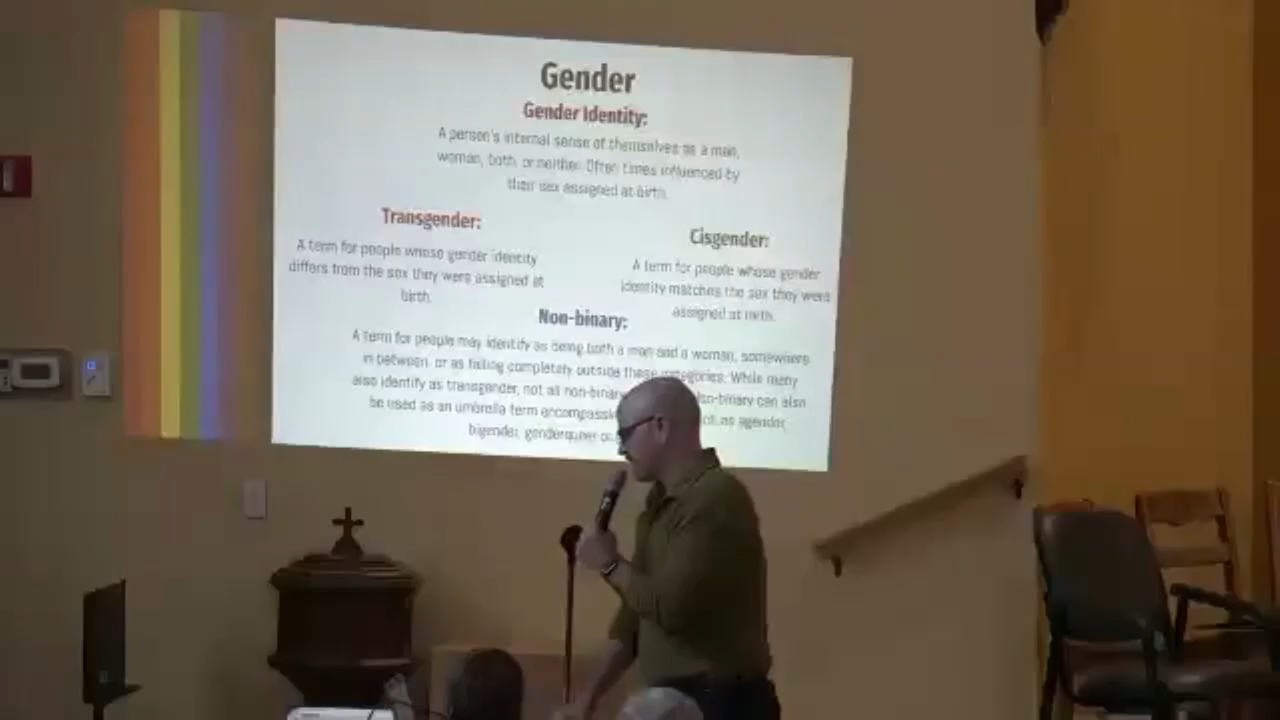 Gender
Gender Identity:
A person's internal sense of themselves as a man,
woman, both, or neither. Often times influenced by
their sex assigned at birth.
Transgender:
A term for people whose gender identity
differs from the sex they were assigned at
birth.
Cisgender:
A term for people whose gender
identity matches the sex they were
assigned at birth.
Non-binary:
A term for people may identify as being both a man and a woman, somewhere
in between, or as falling completely outside these categories. While many
also identify as transgender, not all non-binary can also
be used as an umbrella term as agender,
bigender, genderqueer